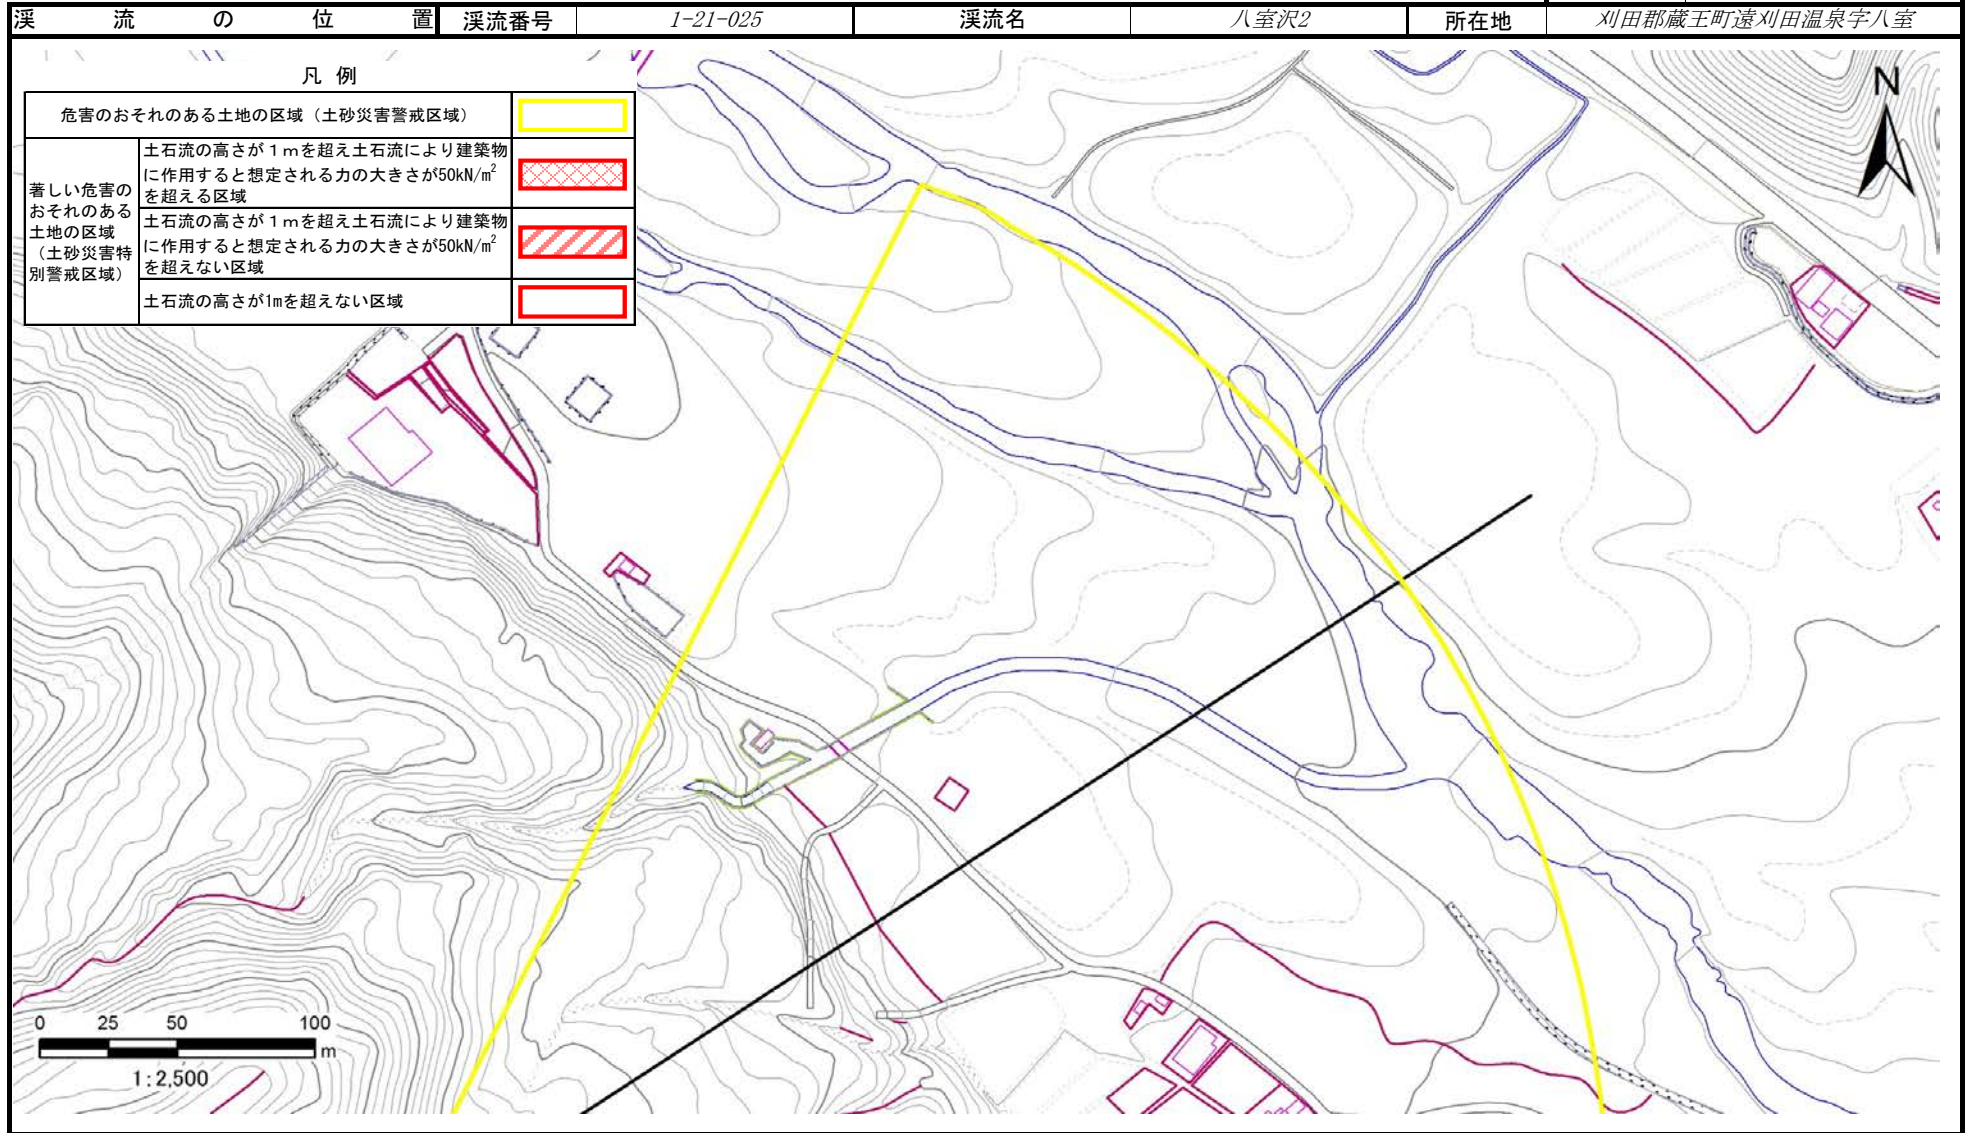 渓流の位置 渓流番号 1-21-025 渓流名 八室沢2 所在地 刈田郡蔵王町遠刈田温泉字八室
凡 例
危害のおそれのある土地の区域（土砂災害警戒区域）
著しい危害の
おそれのある
土地の区域
（土砂災害特
別警戒区域）
土石流の高さが１ｍを超え土石流により建築物
に作用すると想定される力の大きさが50kN/m²
を超える区域
土石流の高さが１ｍを超え土石流により建築物
に作用すると想定される力の大きさが50kN/m²
を超えない区域
土石流の高さが1mを超えない区域
N
0 25 50 100
m
1:2,500